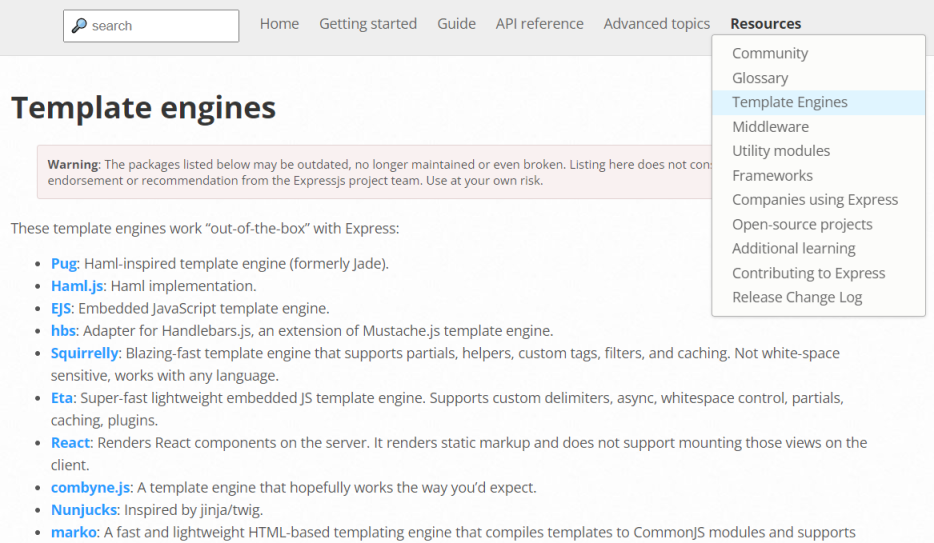 search
Home Getting started Guide API reference Advanced topics Resources
Community
Glossary
Template Engines
Middleware
Utility modules
Frameworks
Companies using Express
Open-source projects
Additional learning
Contributing to Express
Release Change Log
Template engines
Warning: The packages listed below may be outdated, no longer maintained or even broken. Listing here does not
endorsement or recommendation from the Expressjs project team. Use at your own risk.
These template engines work “out-of-the-box” with Express:
• Pug: Haml-inspired template engine (formerly Jade).
• Haml.js: Haml implementation.
• EJS: Embedded JavaScript template engine.
• hbs: Adapter for Handlebars.js, an extension of Mustache.js template engine.
• Squirrelly: Blazing-fast template engine that supports partials, helpers, custom tags, filters, and caching. Not white-space
sensitive, works with any language.
• Eta: Super-fast lightweight embedded JS template engine. Supports custom delimiters, async, whitespace control, partials,
caching, plugins.
• React: Renders React components on the server. It renders static markup and does not support mounting those views on the
client.
• combyne.js: A template engine that hopefully works the way you’d expect.
• Nunjucks: Inspired by jinja/twig.
• marko: A fast and lightweight HTML-based templating engine that compiles templates to CommonJS modules and supports